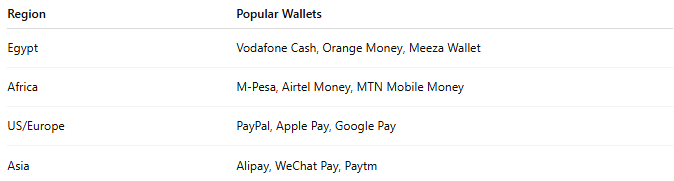 Region Popular Wallets
Egypt Vodafone Cash, Orange Money, Meeza Wallet
Africa M-Pesa, Airtel Money, MTN Mobile Money
US/Europe PayPal, Apple Pay, Google Pay
Asia Alipay, WeChat Pay, Paytm